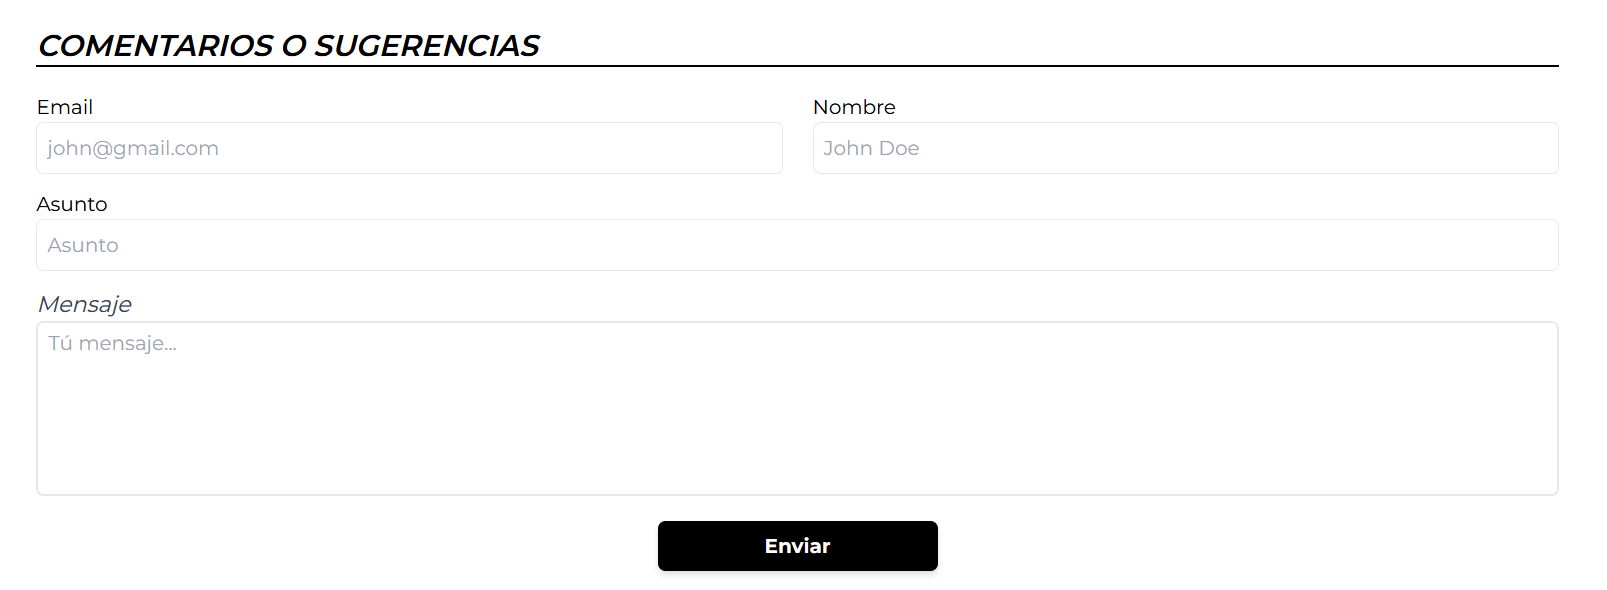 COMENTARIOS O SUGERENCIAS
Email
Nombre
john@gmail.com
John Doe
Asunto
Asunto
Mensaje
Tú mensaje...
Enviar